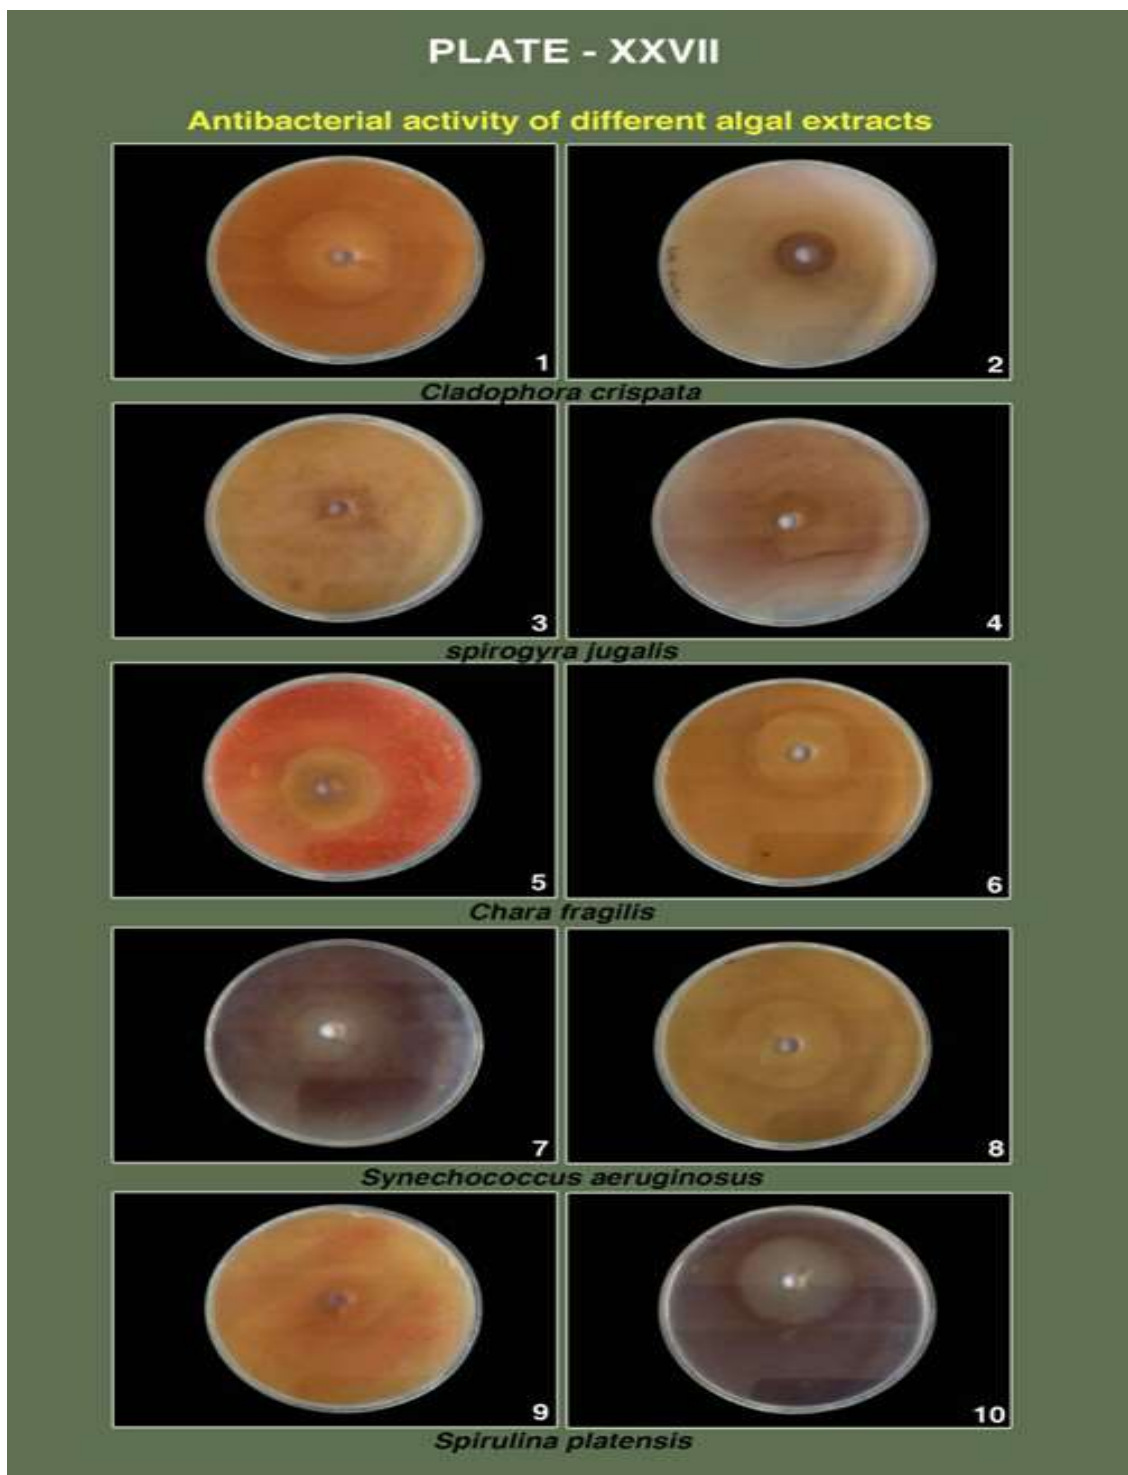 PLATE - XXVII
Antibacterial activity of different algal extracts
1
2
Cladophora crispata
3
4
spirogyra jugalis
5
6
Chara fragilis
7
8
Synechococcus aeruginosus
9
10
Spirulina platensis